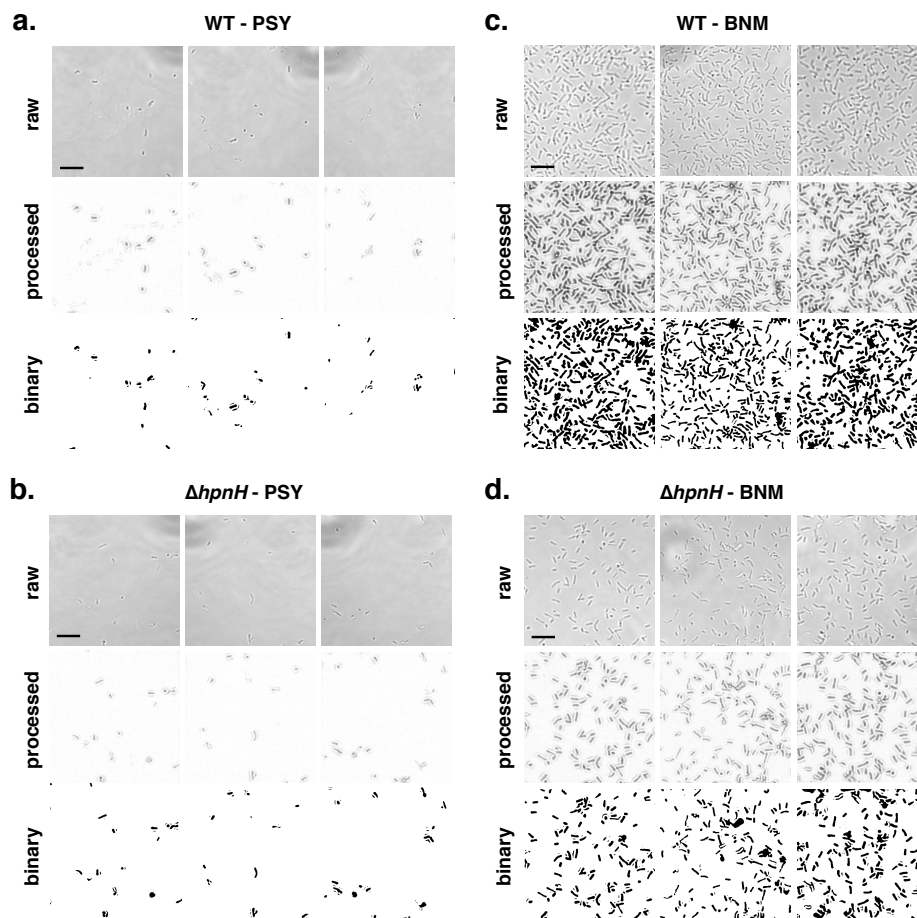 a.
WT - PSY
raw
processed
binary
b.
ΔhpnH - PSY
raw
processed
binary
c.
WT - BNM
raw
processed
binary
d.
ΔhpnH - BNM
raw
processed
binary